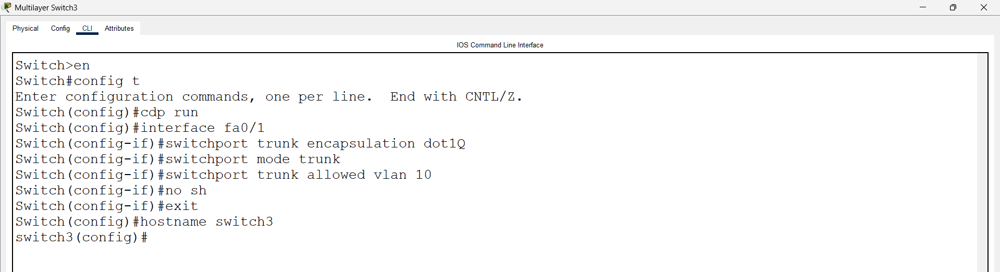 Multilayer Switch3
Physical Config CLI Attributes
IOS Command Line Interface
Switch>en
Switch#config t
Enter configuration commands, one per line.  End with CNTL/Z.
Switch(config)#cdp run
Switch(config)#interface fa0/1
Switch(config-if)#switchport trunk encapsulation dot1Q
Switch(config-if)#switchport mode trunk
Switch(config-if)#switchport trunk allowed vlan 10
Switch(config-if)#no sh
Switch(config-if)#exit
Switch(config)#hostname switch3
switch3(config)#